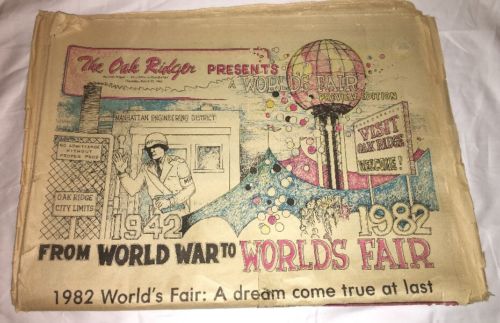 The Oak Ridger PRESENTS
A WORLD'S FAIR
EDITION
MANHATTAN ENGINEERING DISTRICT
NO ADMITTANCE
WITHOUT
PROPER PASS
VISIT
OAK RIDGE
WELCOME!
OAK RIDGE
CITY LIMITS
1942
1982
FROM WORLD WAR TO WORLDS FAIR
1982 World's Fair: A dream come true at last